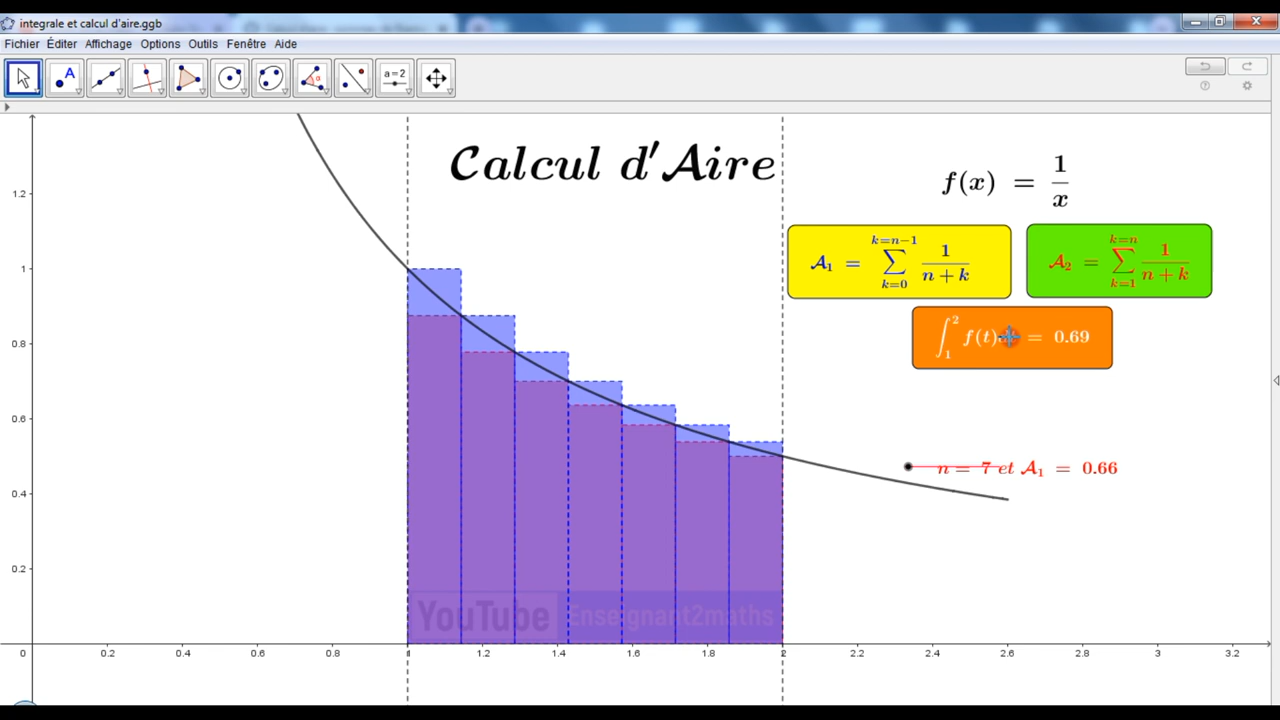 integrale et calcul d'aire.ggb
Fichier Éditer Affichage Options Outils Fenêtre Aide
A
a = 2
Calcul d'Aire
f(x) = 1/x
A₁ = ∑_{k=0}^{k=n−1} 1/(n + k)
A₂ = ∑_{k=1}^{k=n} 1/(n + k)
∫₁² f(t) = 0.69
n = 7 et A₁ = 0.66
1.2
1
0.8
0.6
0.4
0.2
YouTube Enseignant2maths
0 0.2 0.4 0.6 0.8 1 1.2 1.4 1.6 1.8 2 2.2 2.4 2.6 2.8 3 3.2